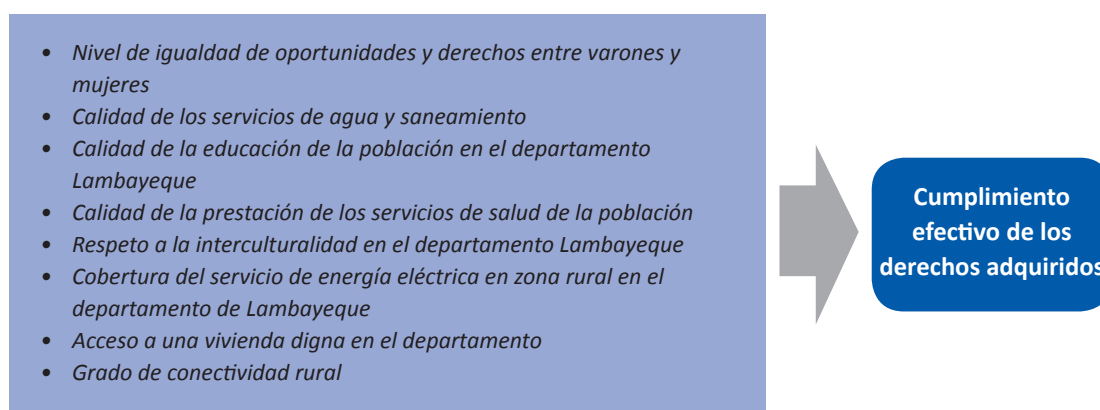 • Nivel de igualdad de oportunidades y derechos entre varones y
mujeres
• Calidad de los servicios de agua y saneamiento
• Calidad de la educación de la población en el departamento
Lambayeque
• Calidad de la prestación de los servicios de salud de la población
• Respeto a la interculturalidad en el departamento Lambayeque
• Cobertura del servicio de energía eléctrica en zona rural en el
departamento de Lambayeque
• Acceso a una vivienda digna en el departamento
• Grado de conectividad rural
Cumplimiento
efectivo de los
derechos adquiridos